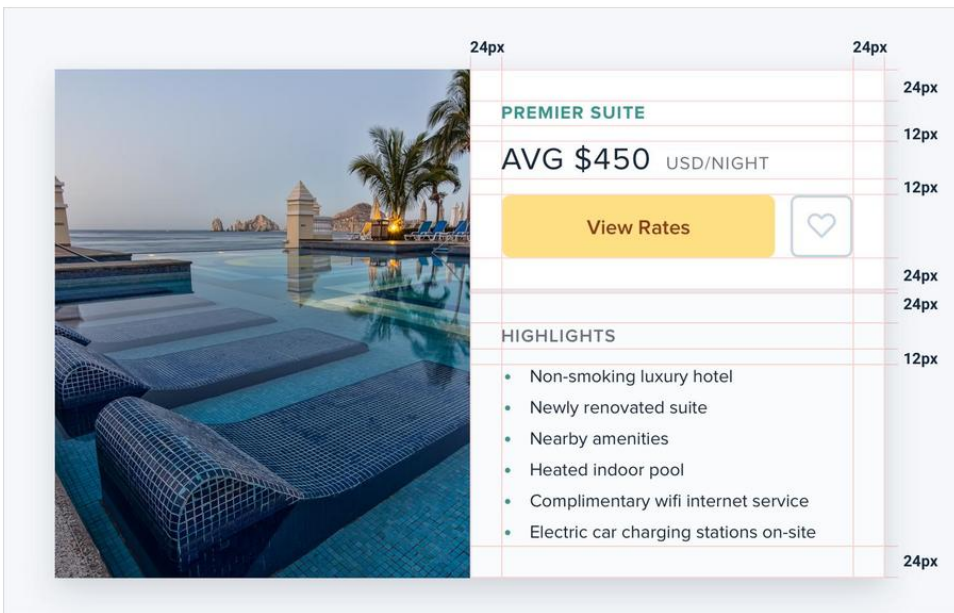 24px 24px
24px
PREMIER SUITE
12px
AVG $450 USD/NIGHT
12px
View Rates
24px
24px
HIGHLIGHTS
12px
• Non-smoking luxury hotel
• Newly renovated suite
• Nearby amenities
• Heated indoor pool
• Complimentary wifi internet service
• Electric car charging stations on-site
24px